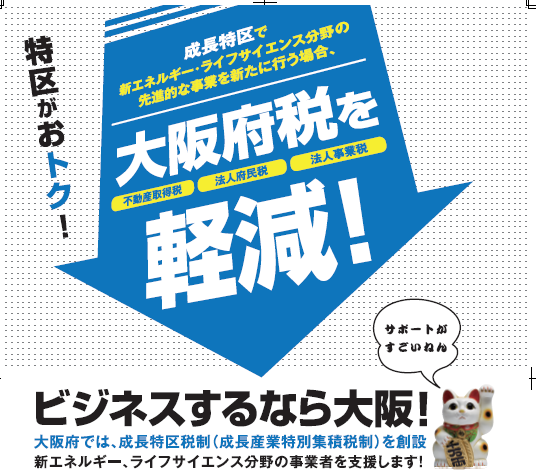 特区がおトク!
成長特区で
新エネルギー・ライフサイエンス分野の
先進的な事業を新たに行う場合、
大阪府税を
不動産取得税 法人府民税 法人事業税
軽減!
サポートが
すごいねん
ビジネスするなら大阪!
大阪府では、成長特区税制(成長産業特別集積税制)を創設
新エネルギー、ライフサイエンス分野の事業者を支援します!